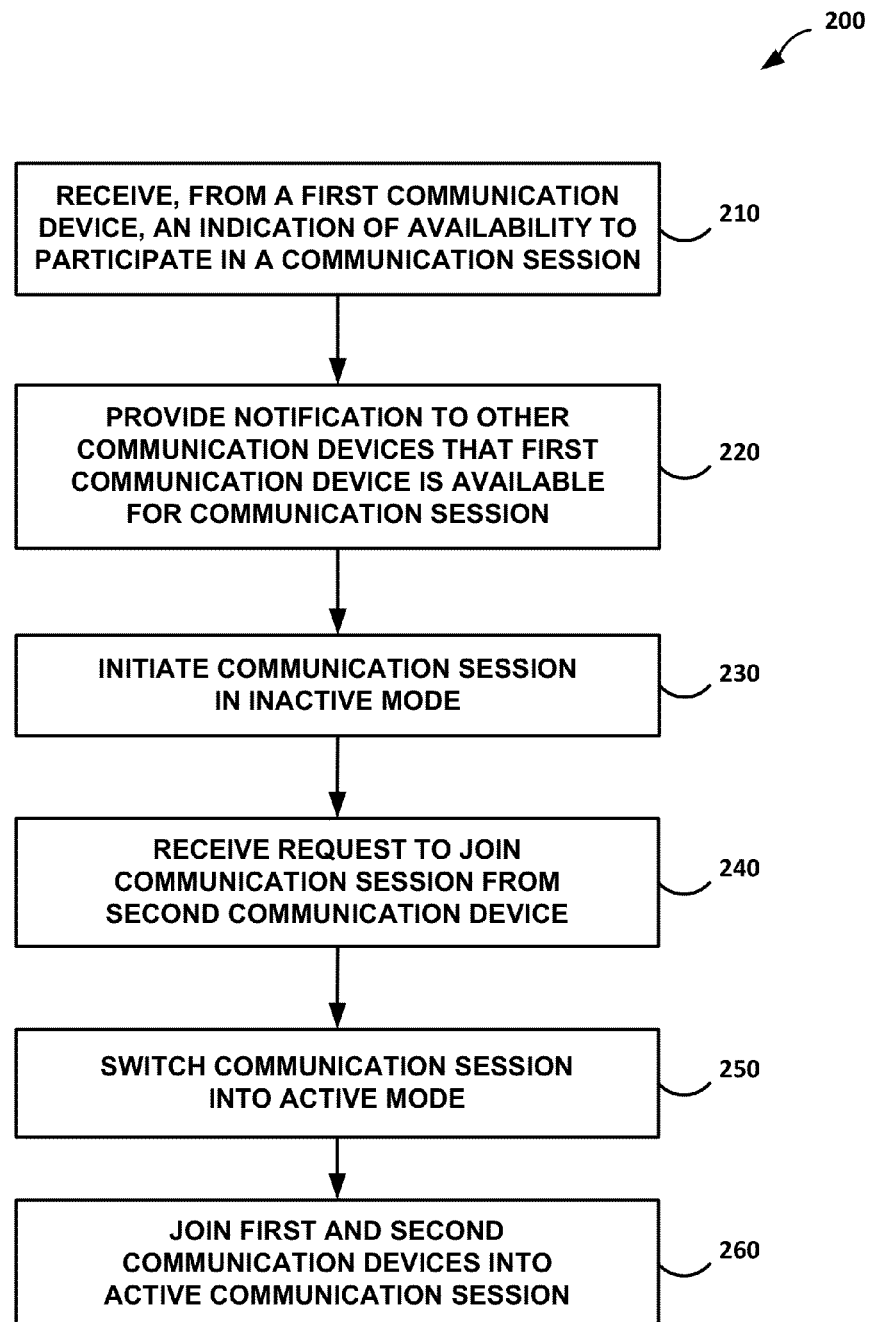 200
RECEIVE, FROM A FIRST COMMUNICATION
DEVICE, AN INDICATION OF AVAILABILITY TO
PARTICIPATE IN A COMMUNICATION SESSION
210
PROVIDE NOTIFICATION TO OTHER
COMMUNICATION DEVICES THAT FIRST
COMMUNICATION DEVICE IS AVAILABLE
FOR COMMUNICATION SESSION
220
INITIATE COMMUNICATION SESSION
IN INACTIVE MODE
230
RECEIVE REQUEST TO JOIN
COMMUNICATION SESSION FROM
SECOND COMMUNICATION DEVICE
240
SWITCH COMMUNICATION SESSION
INTO ACTIVE MODE
250
JOIN FIRST AND SECOND
COMMUNICATION DEVICES INTO
ACTIVE COMMUNICATION SESSION
260